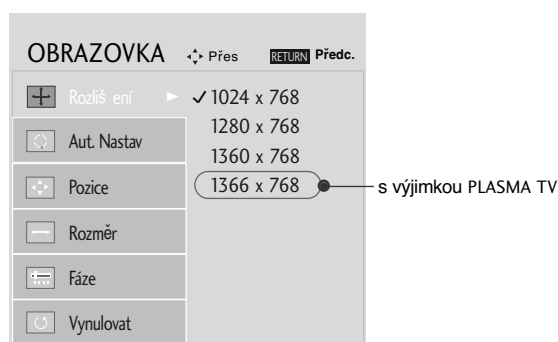 OBRAZOVKA Přes RETURN Předc.
Rozliš ení
1024 x 768
1280 x 768
Aut. Nastav
1360 x 768
Pozice
1366 x 768
s výjimkou PLASMA TV
Rozměr
Fáze
Vynulovat